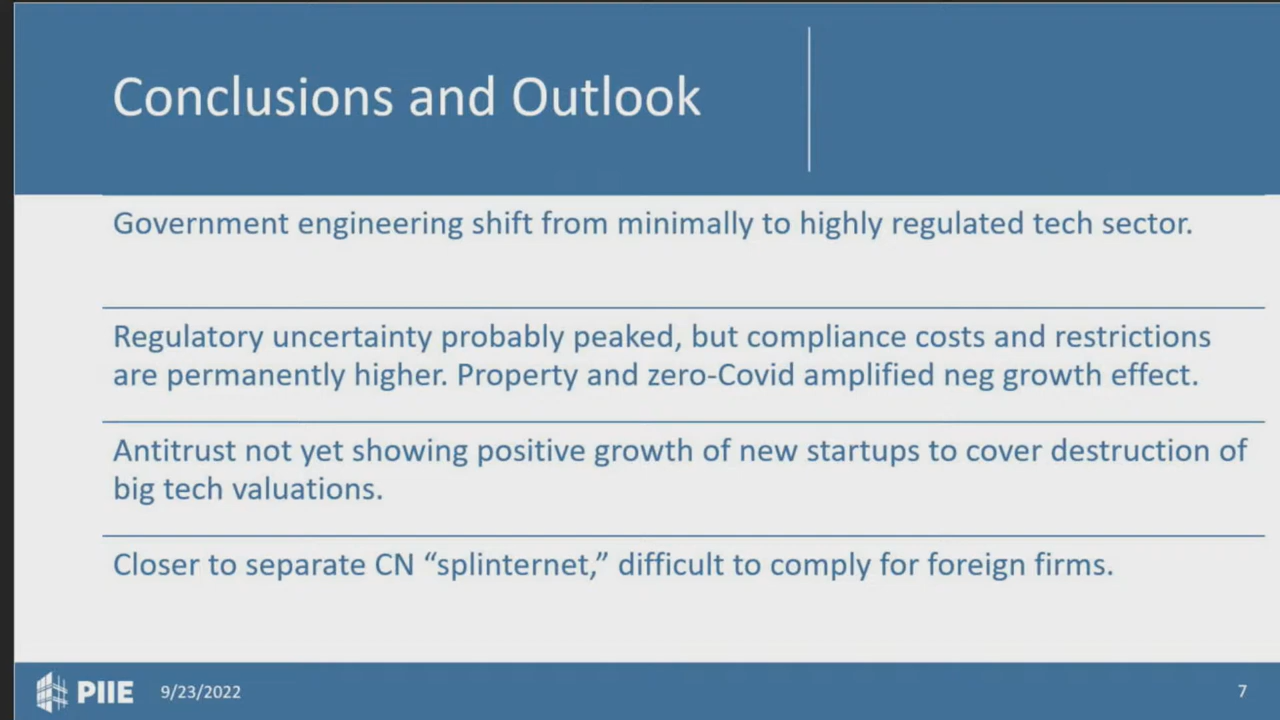 Conclusions and Outlook
Government engineering shift from minimally to highly regulated tech sector.
Regulatory uncertainty probably peaked, but compliance costs and restrictions
are permanently higher. Property and zero-Covid amplified neg growth effect.
Antitrust not yet showing positive growth of new startups to cover destruction of
big tech valuations.
Closer to separate CN “splinternet,” difficult to comply for foreign firms.
PIIE 9/23/2022 7